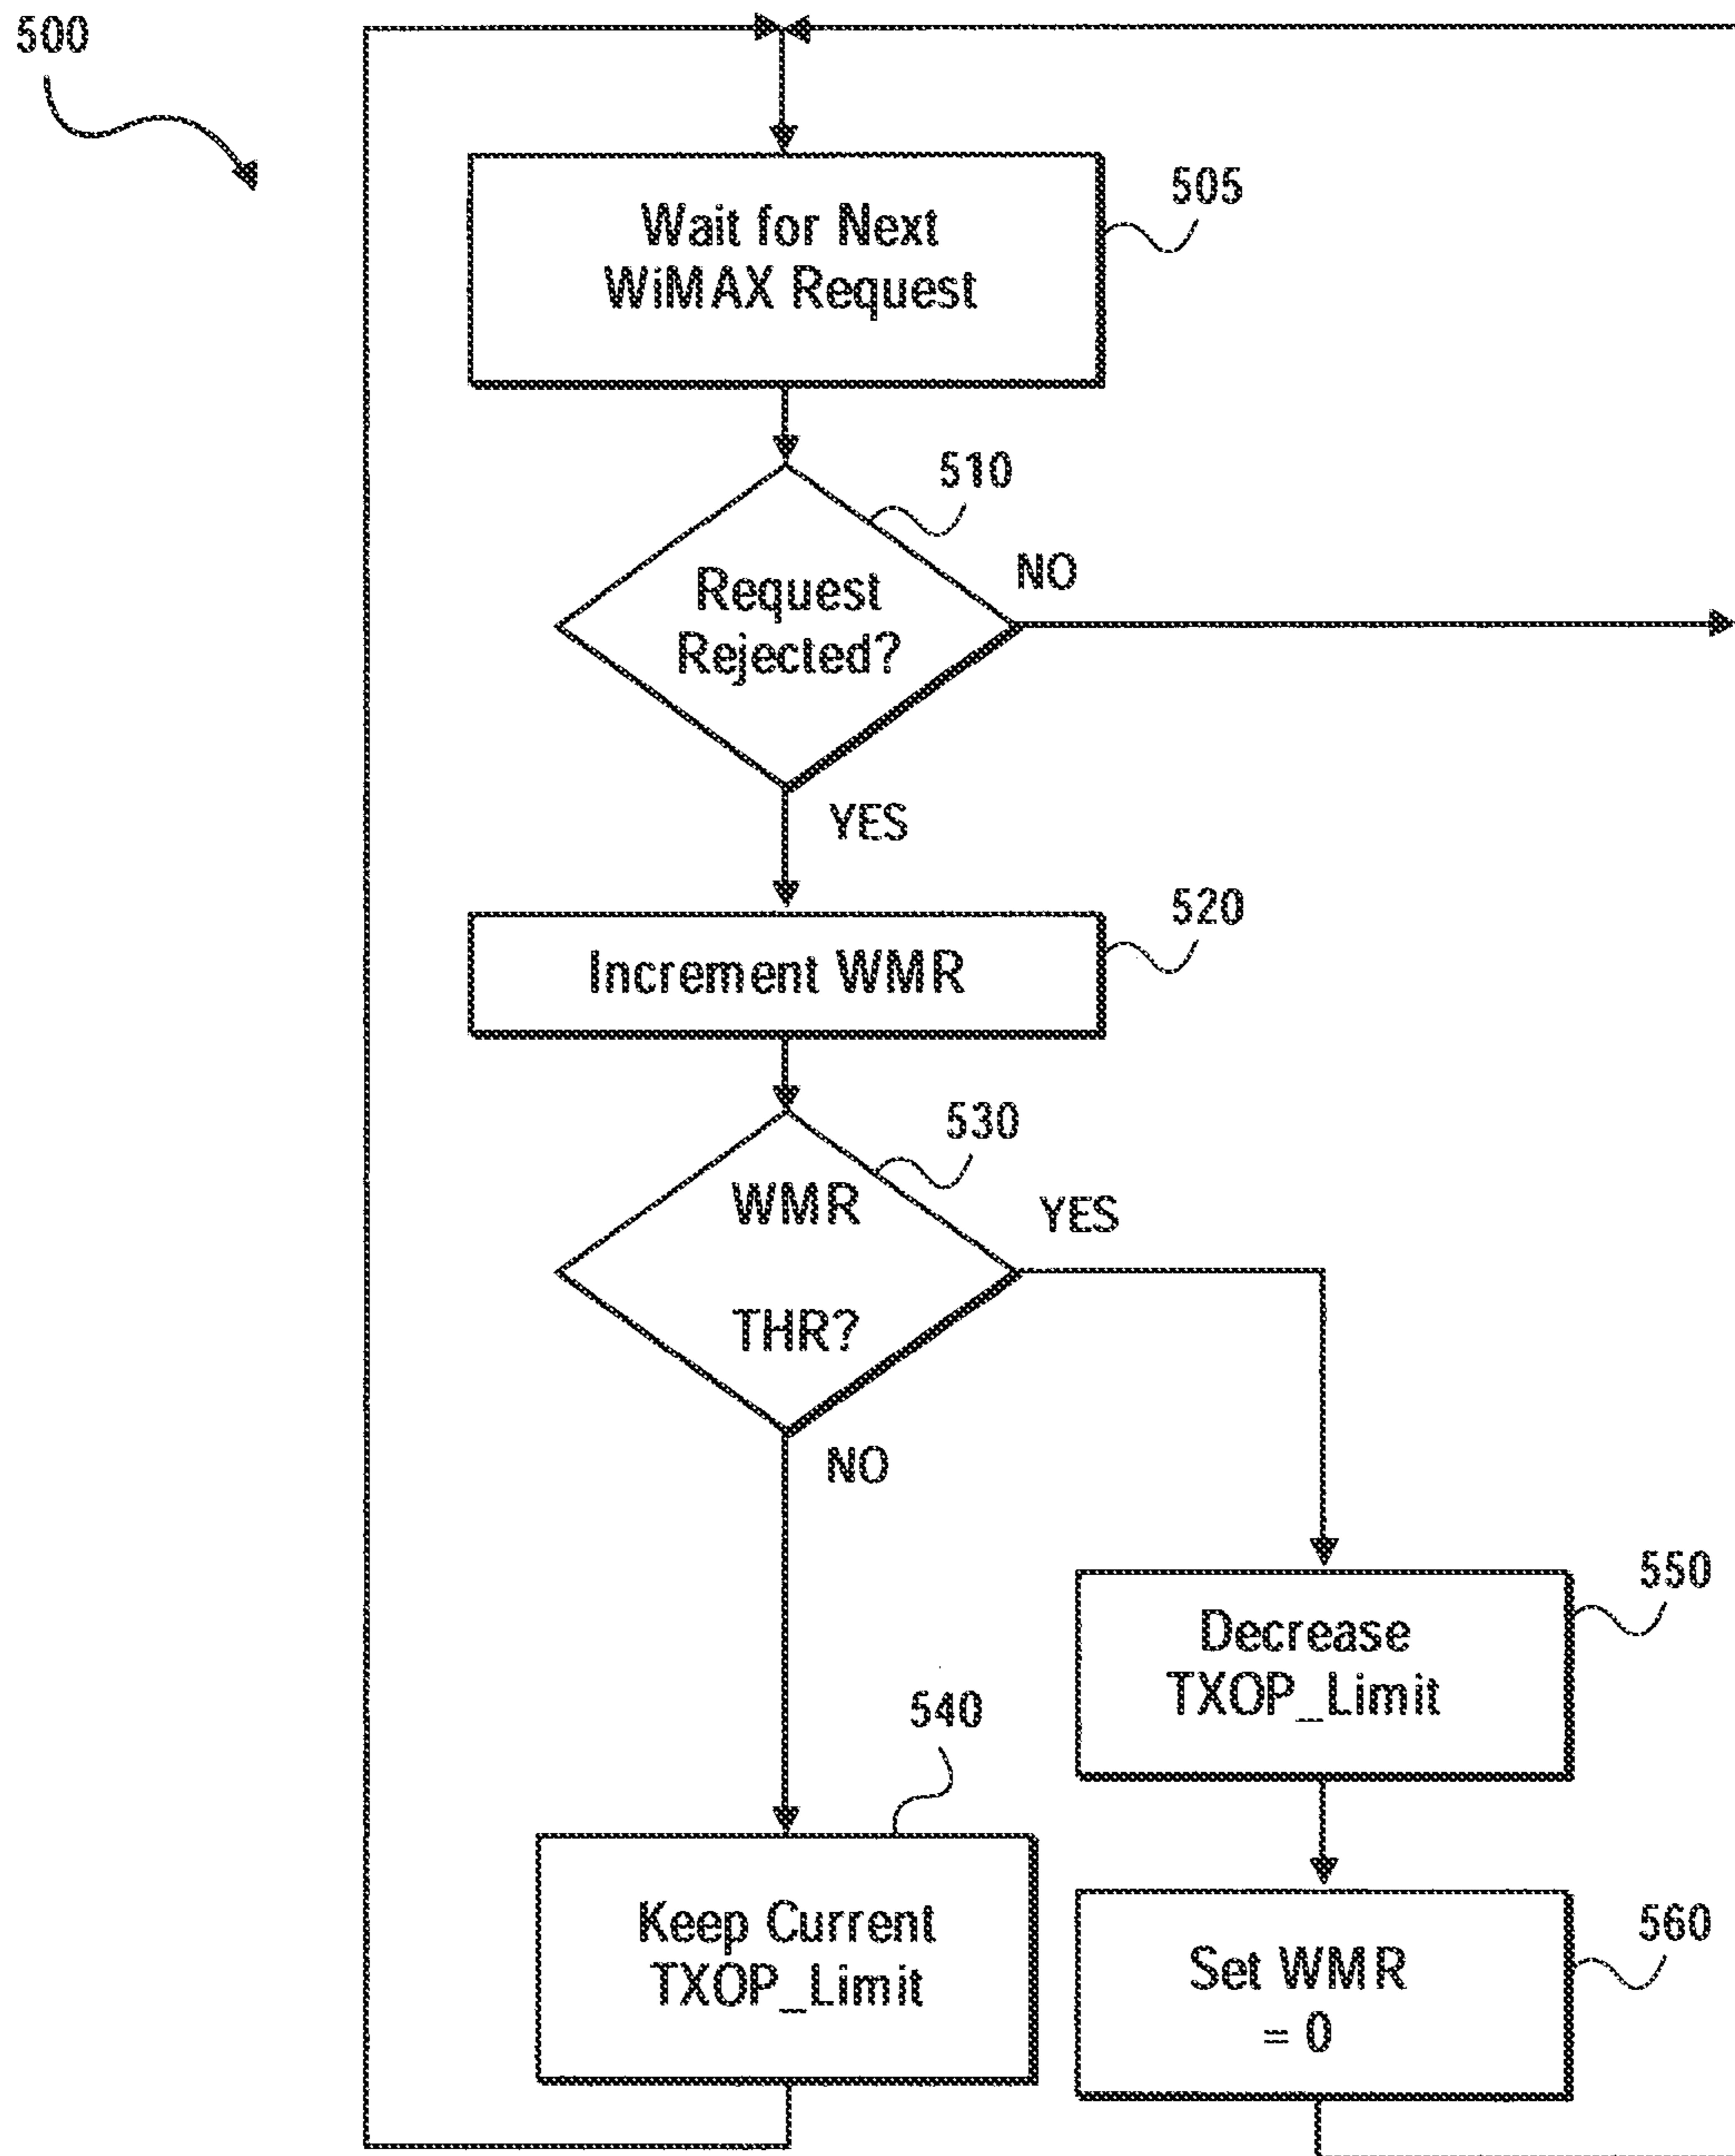 500
505
Wait for Next
WiMAX Request
510
NO
Request
Rejected?
YES
520
Increment WMR
530
WMR
YES
THR?
NO
550
Decrease
TXOP_Limit
540
560
Keep Current
TXOP_Limit
Set WMR
= 0